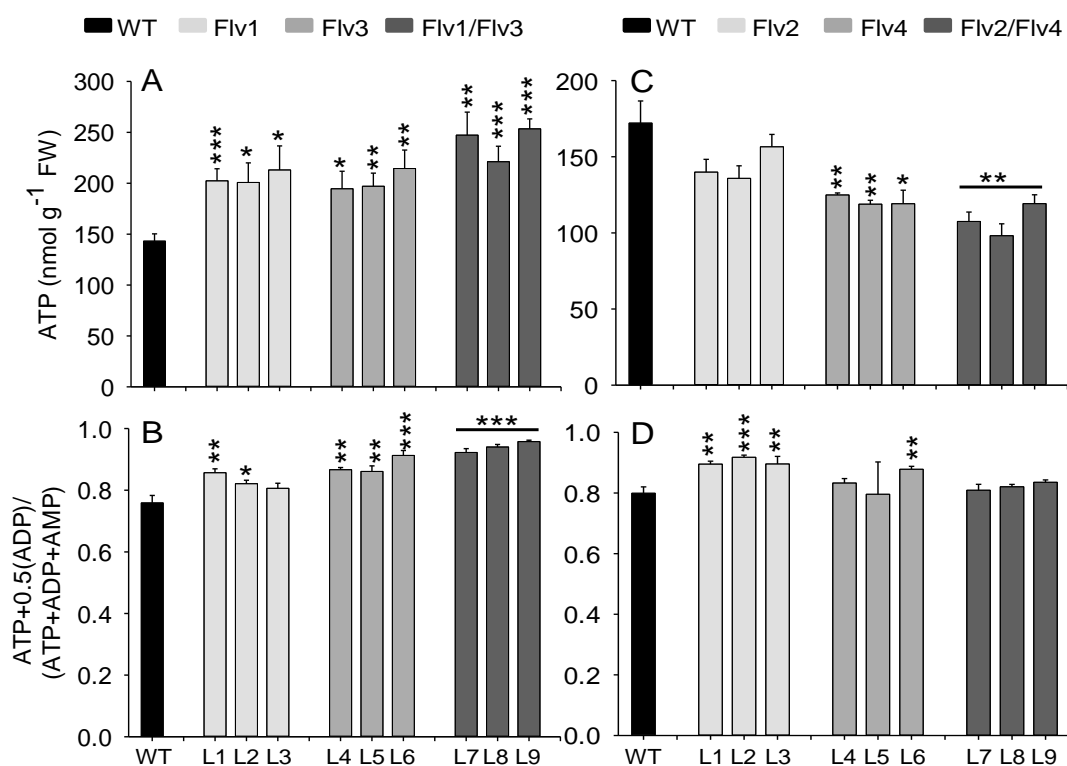 WT Flv1 Flv3 Flv1/Flv3
WT Flv2 Flv4 Flv2/Flv4
A
ATP (nmol g-1 FW)
300
250
200
150
100
50
0
*** * * * ** ** ** *** ***
C
200
150
100
50
0
** ** * **
B
ATP+0.5(ADP)/
(ATP+ADP+AMP)
1.0
0.8
0.6
0.4
0.2
0.0
** * ** ** *** ***
WT L1 L2 L3 L4 L5 L6 L7 L8 L9
D
1.0
0.8
0.6
0.4
0.2
0.0
** *** ** **
WT L1 L2 L3 L4 L5 L6 L7 L8 L9